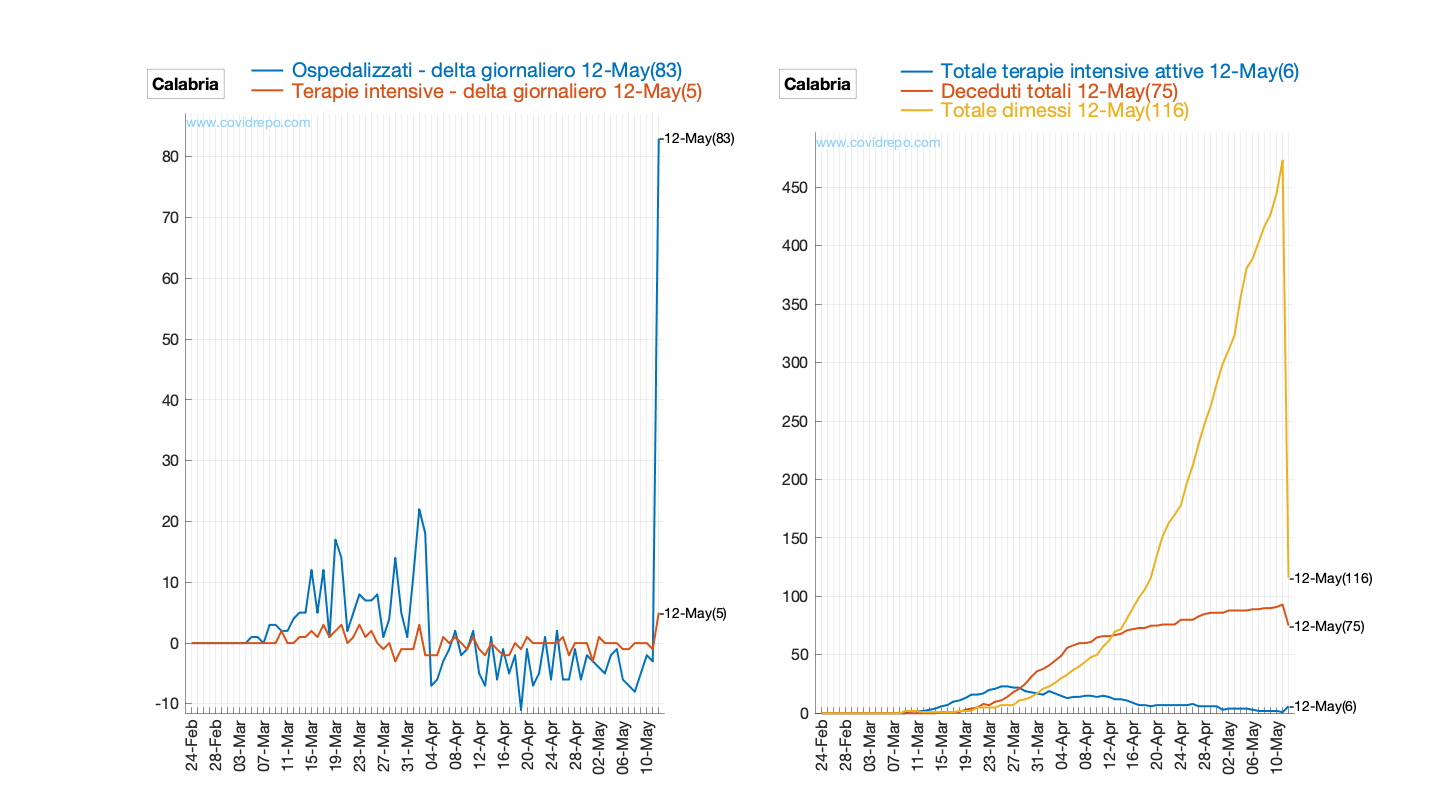 Calabria
Ospedalizzati - delta giornaliero 12-May(83)
Terapie intensive - delta giornaliero 12-May(5)
www.covidrepo.com
12-May(83)
80
70
60
50
40
30
20
10
12-May(5)
0
-10
24-Feb
28-Feb
03-Mar
07-Mar
11-Mar
15-Mar
19-Mar
23-Mar
27-Mar
31-Mar
04-Apr
08-Apr
12-Apr
16-Apr
20-Apr
24-Apr
28-Apr
02-May
06-May
10-May
Calabria
Totale terapie intensive attive 12-May(6)
Deceduti totali 12-May(75)
Totale dimessi 12-May(116)
www.covidrepo.com
450
400
350
300
250
200
150
100
50
0
12-May(116)
12-May(75)
12-May(6)
24-Feb
28-Feb
03-Mar
07-Mar
11-Mar
15-Mar
19-Mar
23-Mar
27-Mar
31-Mar
04-Apr
08-Apr
12-Apr
16-Apr
20-Apr
24-Apr
28-Apr
02-May
06-May
10-May